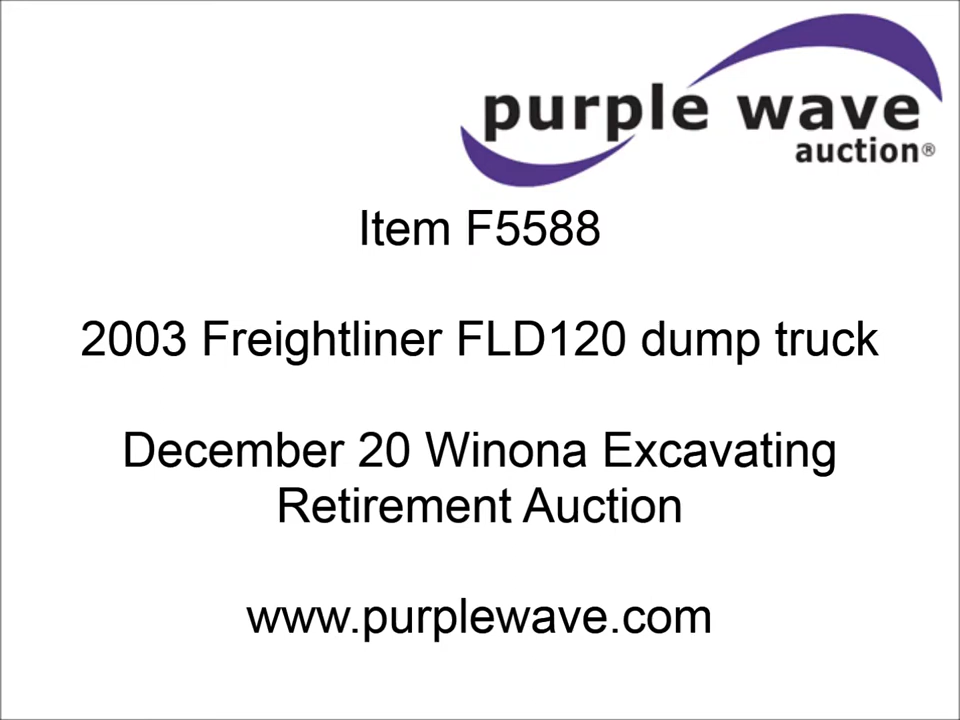 purple wave
auction®
Item F5588
2003 Freightliner FLD120 dump truck
December 20 Winona Excavating
Retirement Auction
www.purplewave.com